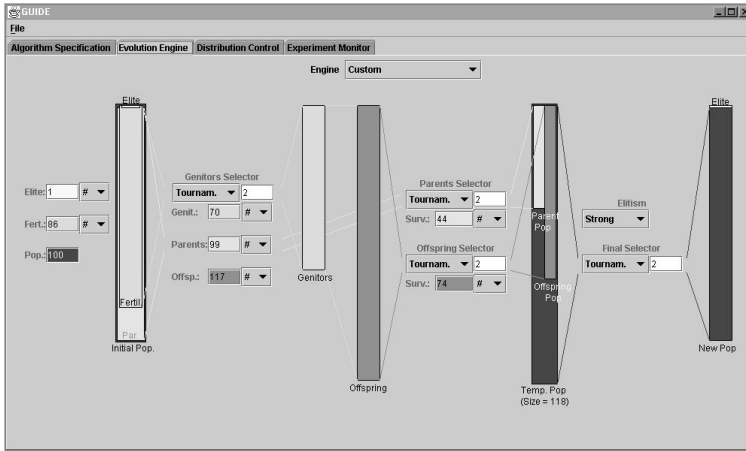 GUIDE
File
Algorithm Specification Evolution Engine Distribution Control Experiment Monitor
Engine Custom
Elite
Elite
Genitors Selector
Parents Selector
Elite: 1 #
Tournam. 2
Tournam. 2
Elitism
Genit.: 70 #
Surv.: 44 #
Parent Pop
Strong
Fert.: 86 #
Parents: 99 #
Offspring Selector
Final Selector
Pop.: 100
Tournam. 2
Tournam. 2
Offsp.: 117 #
Genitors
Surv.: 74 #
Offspring Pop
Fertil.
Par.
Initial Pop.
New Pop
Offspring
Temp. Pop
(Size = 118)